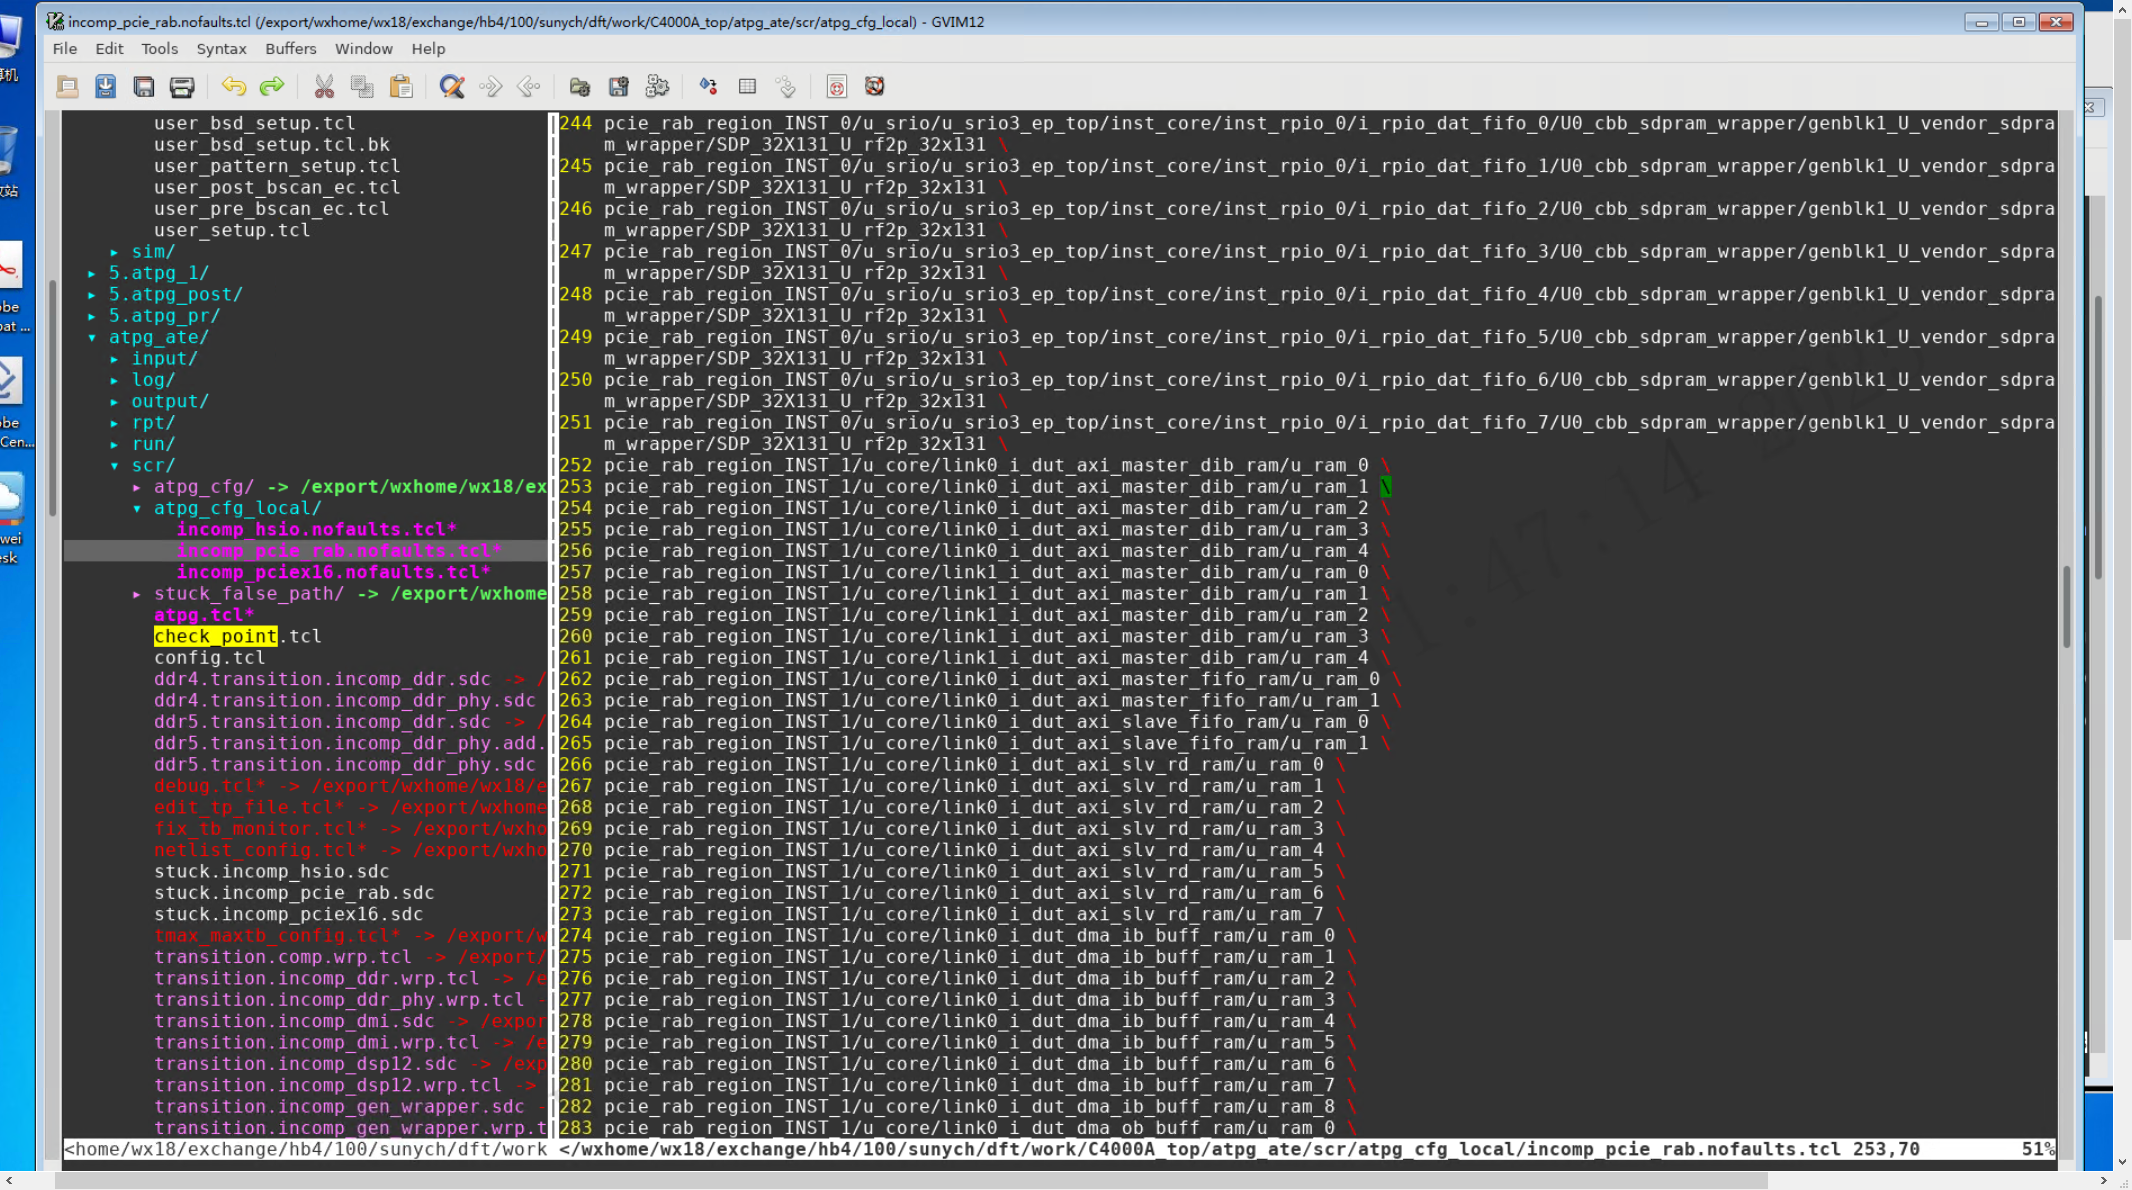 incomp_pcie_rab.nofaults.tcl (/export/wxhome/wx18/exchange/hb4/100/sunych/dft/work/C4000A_top/atpg_ate/scr/atpg_cfg_local) - GVIM12
File Edit Tools Syntax Buffers Window Help
user_bsd_setup.tcl
user_bsd_setup.tcl.bk
user_pattern_setup.tcl
user_post_bscan_ec.tcl
user_pre_bscan_ec.tcl
user_setup.tcl
▸ sim/
▸ 5.atpg_1/
▸ 5.atpg_post/
▸ 5.atpg_pr/
▾ atpg_ate/
▸ input/
▸ log/
▸ output/
▸ rpt/
▸ run/
▾ scr/
▸ atpg_cfg/ -> /export/wxhome/wx18/ex
▾ atpg_cfg_local/
incomp_hsio.nofaults.tcl*
incomp_pcie_rab.nofaults.tcl*
incomp_pciex16.nofaults.tcl*
▸ stuck_false_path/ -> /export/wxhome
atpg.tcl*
check_point.tcl
config.tcl
ddr4.transition.incomp_ddr.sdc -> /
ddr4.transition.incomp_ddr_phy.sdc
ddr5.transition.incomp_ddr.sdc -> /
ddr5.transition.incomp_ddr_phy.add.
ddr5.transition.incomp_ddr_phy.sdc
debug.tcl* -> /export/wxhome/wx18/e
edit_tp_file.tcl* -> /export/wxhome
fix_tb_monitor.tcl* -> /export/wxho
netlist_config.tcl* -> /export/wxho
stuck.incomp_hsio.sdc
stuck.incomp_pcie_rab.sdc
stuck.incomp_pciex16.sdc
tmax_maxtb_config.tcl* -> /export/w
transition.comp.wrp.tcl -> /export/
transition.incomp_ddr.wrp.tcl -> /e
transition.incomp_ddr_phy.wrp.tcl -
transition.incomp_dmi.sdc -> /expor
transition.incomp_dmi.wrp.tcl -> /e
transition.incomp_dsp12.sdc -> /exp
transition.incomp_dsp12.wrp.tcl ->
transition.incomp_gen_wrapper.sdc -
transition.incomp_gen_wrapper.wrp.t
244 pcie_rab_region_INST_0/u_srio/u_srio3_ep_top/inst_core/inst_rpio_0/i_rpio_dat_fifo_0/U0_cbb_sdpram_wrapper/genblk1_U_vendor_sdpra
m_wrapper/SDP_32X131_U_rf2p_32x131 \
245 pcie_rab_region_INST_0/u_srio/u_srio3_ep_top/inst_core/inst_rpio_0/i_rpio_dat_fifo_1/U0_cbb_sdpram_wrapper/genblk1_U_vendor_sdpra
m_wrapper/SDP_32X131_U_rf2p_32x131 \
246 pcie_rab_region_INST_0/u_srio/u_srio3_ep_top/inst_core/inst_rpio_0/i_rpio_dat_fifo_2/U0_cbb_sdpram_wrapper/genblk1_U_vendor_sdpra
m_wrapper/SDP_32X131_U_rf2p_32x131 \
247 pcie_rab_region_INST_0/u_srio/u_srio3_ep_top/inst_core/inst_rpio_0/i_rpio_dat_fifo_3/U0_cbb_sdpram_wrapper/genblk1_U_vendor_sdpra
m_wrapper/SDP_32X131_U_rf2p_32x131 \
248 pcie_rab_region_INST_0/u_srio/u_srio3_ep_top/inst_core/inst_rpio_0/i_rpio_dat_fifo_4/U0_cbb_sdpram_wrapper/genblk1_U_vendor_sdpra
m_wrapper/SDP_32X131_U_rf2p_32x131 \
249 pcie_rab_region_INST_0/u_srio/u_srio3_ep_top/inst_core/inst_rpio_0/i_rpio_dat_fifo_5/U0_cbb_sdpram_wrapper/genblk1_U_vendor_sdpra
m_wrapper/SDP_32X131_U_rf2p_32x131 \
250 pcie_rab_region_INST_0/u_srio/u_srio3_ep_top/inst_core/inst_rpio_0/i_rpio_dat_fifo_6/U0_cbb_sdpram_wrapper/genblk1_U_vendor_sdpra
m_wrapper/SDP_32X131_U_rf2p_32x131 \
251 pcie_rab_region_INST_0/u_srio/u_srio3_ep_top/inst_core/inst_rpio_0/i_rpio_dat_fifo_7/U0_cbb_sdpram_wrapper/genblk1_U_vendor_sdpra
m_wrapper/SDP_32X131_U_rf2p_32x131 \
252 pcie_rab_region_INST_1/u_core/link0_i_dut_axi_master_dib_ram/u_ram_0 \
253 pcie_rab_region_INST_1/u_core/link0_i_dut_axi_master_dib_ram/u_ram_1 \
254 pcie_rab_region_INST_1/u_core/link0_i_dut_axi_master_dib_ram/u_ram_2 \
255 pcie_rab_region_INST_1/u_core/link0_i_dut_axi_master_dib_ram/u_ram_3 \
256 pcie_rab_region_INST_1/u_core/link0_i_dut_axi_master_dib_ram/u_ram_4 \
257 pcie_rab_region_INST_1/u_core/link1_i_dut_axi_master_dib_ram/u_ram_0 \
258 pcie_rab_region_INST_1/u_core/link1_i_dut_axi_master_dib_ram/u_ram_1 \
259 pcie_rab_region_INST_1/u_core/link1_i_dut_axi_master_dib_ram/u_ram_2 \
260 pcie_rab_region_INST_1/u_core/link1_i_dut_axi_master_dib_ram/u_ram_3 \
261 pcie_rab_region_INST_1/u_core/link1_i_dut_axi_master_dib_ram/u_ram_4 \
262 pcie_rab_region_INST_1/u_core/link0_i_dut_axi_master_fifo_ram/u_ram_0 \
263 pcie_rab_region_INST_1/u_core/link0_i_dut_axi_master_fifo_ram/u_ram_1 \
264 pcie_rab_region_INST_1/u_core/link0_i_dut_axi_slave_fifo_ram/u_ram_0 \
265 pcie_rab_region_INST_1/u_core/link0_i_dut_axi_slave_fifo_ram/u_ram_1 \
266 pcie_rab_region_INST_1/u_core/link0_i_dut_axi_slv_rd_ram/u_ram_0 \
267 pcie_rab_region_INST_1/u_core/link0_i_dut_axi_slv_rd_ram/u_ram_1 \
268 pcie_rab_region_INST_1/u_core/link0_i_dut_axi_slv_rd_ram/u_ram_2 \
269 pcie_rab_region_INST_1/u_core/link0_i_dut_axi_slv_rd_ram/u_ram_3 \
270 pcie_rab_region_INST_1/u_core/link0_i_dut_axi_slv_rd_ram/u_ram_4 \
271 pcie_rab_region_INST_1/u_core/link0_i_dut_axi_slv_rd_ram/u_ram_5 \
272 pcie_rab_region_INST_1/u_core/link0_i_dut_axi_slv_rd_ram/u_ram_6 \
273 pcie_rab_region_INST_1/u_core/link0_i_dut_axi_slv_rd_ram/u_ram_7 \
274 pcie_rab_region_INST_1/u_core/link0_i_dut_dma_ib_buff_ram/u_ram_0 \
275 pcie_rab_region_INST_1/u_core/link0_i_dut_dma_ib_buff_ram/u_ram_1 \
276 pcie_rab_region_INST_1/u_core/link0_i_dut_dma_ib_buff_ram/u_ram_2 \
277 pcie_rab_region_INST_1/u_core/link0_i_dut_dma_ib_buff_ram/u_ram_3 \
278 pcie_rab_region_INST_1/u_core/link0_i_dut_dma_ib_buff_ram/u_ram_4 \
279 pcie_rab_region_INST_1/u_core/link0_i_dut_dma_ib_buff_ram/u_ram_5 \
280 pcie_rab_region_INST_1/u_core/link0_i_dut_dma_ib_buff_ram/u_ram_6 \
281 pcie_rab_region_INST_1/u_core/link0_i_dut_dma_ib_buff_ram/u_ram_7 \
282 pcie_rab_region_INST_1/u_core/link0_i_dut_dma_ib_buff_ram/u_ram_8 \
283 pcie_rab_region_INST_1/u_core/link0_i_dut_dma_ob_buff_ram/u_ram_0 \
<home/wx18/exchange/hb4/100/sunych/dft/work </wxhome/wx18/exchange/hb4/100/sunych/dft/work/C4000A_top/atpg_ate/scr/atpg_cfg_local/incomp_pcie_rab.nofaults.tcl 253,70 51%